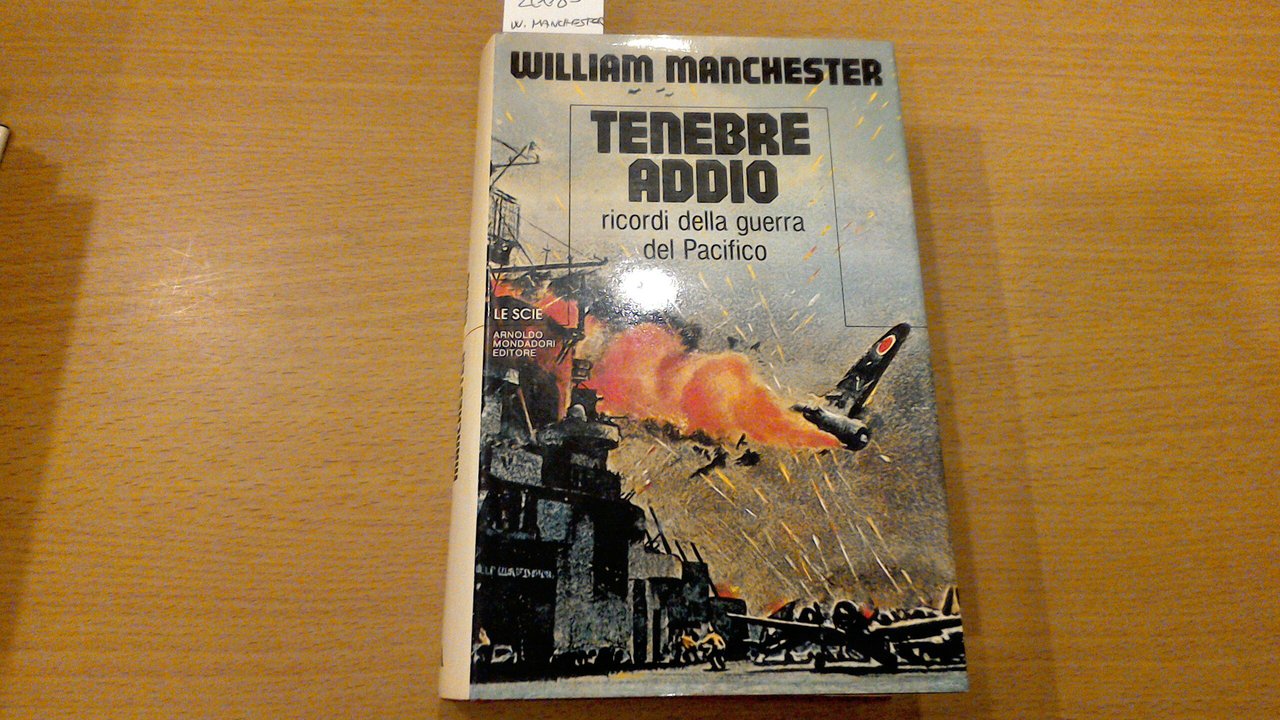 W. MANCHESTER
WILLIAM MANCHESTER
TENEBRE
ADDIO
ricordi della guerra
del Pacifico
LE SCIE
ARNOLDO
MONDADORI
EDITORE